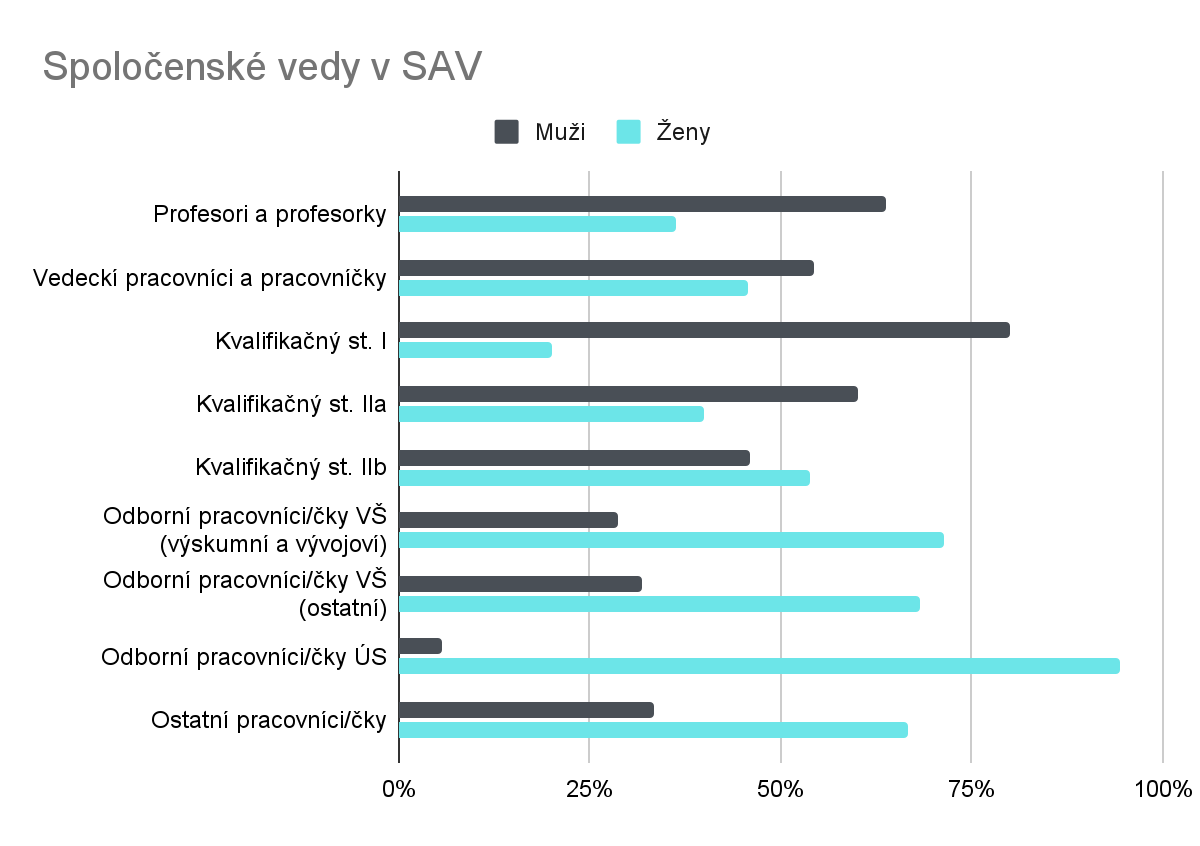 Spoločenské vedy v SAV
Muži
Ženy
Profesori a profesorky
Vedeckí pracovníci a pracovníčky
Kvalifikačný st. I
Kvalifikačný st. IIa
Kvalifikačný st. IIb
Odborní pracovníci/čky VŠ
(výskumní a vývojoví)
Odborní pracovníci/čky VŠ
(ostatní)
Odborní pracovníci/čky ÚS
Ostatní pracovníci/čky
0%
25%
50%
75%
100%